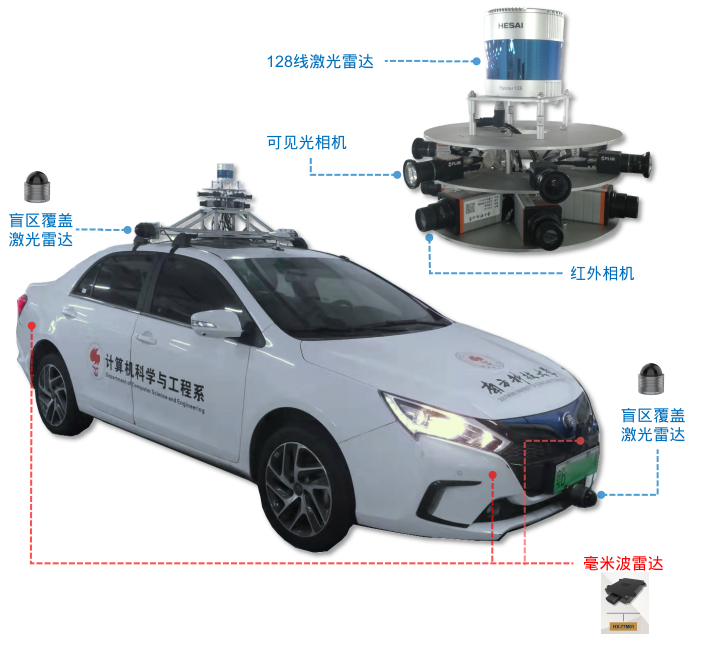 HESAI
128线激光雷达
可见光相机
盲区覆盖
激光雷达
红外相机
计算机科学与工程系
Department of Computer Science and Engineering
南方科技大学
盲区覆盖
激光雷达
毫米波雷达